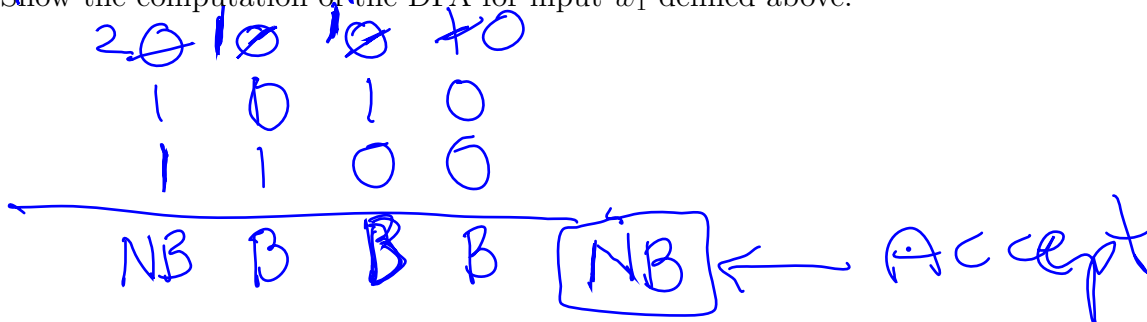 Show the computation of the DFA for input w₁ defined above.
2 0 1 0 1 0 1 0
1 0 1 0
1 1 0 0
NB B B B NB ← Accept